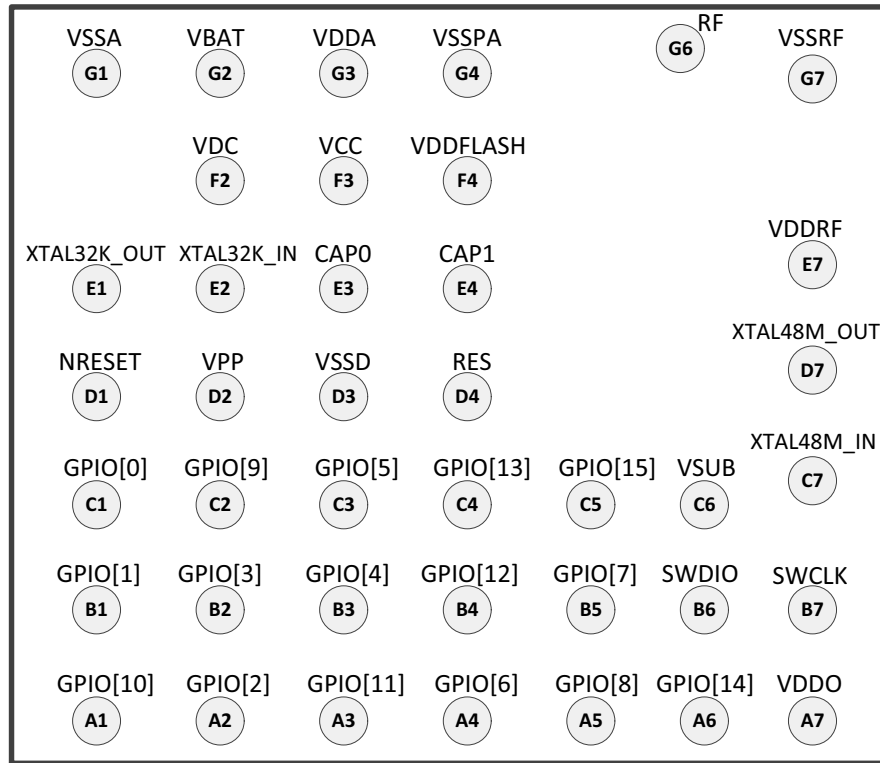 VSSA VBAT VDDA VSSPA RF VSSRF
G1 G2 G3 G4 G6 G7
VDC VCC VDDFLASH
F2 F3 F4
VDDRF
XTAL32K_OUT XTAL32K_IN CAP0 CAP1 E7
E1 E2 E3 E4
XTAL48M_OUT
NRESET VPP VSSD RES D7
D1 D2 D3 D4
XTAL48M_IN
GPIO[0] GPIO[9] GPIO[5] GPIO[13] GPIO[15] VSUB C7
C1 C2 C3 C4 C5 C6
GPIO[1] GPIO[3] GPIO[4] GPIO[12] GPIO[7] SWDIO SWCLK
B1 B2 B3 B4 B5 B6 B7
GPIO[10] GPIO[2] GPIO[11] GPIO[6] GPIO[8] GPIO[14] VDDO
A1 A2 A3 A4 A5 A6 A7